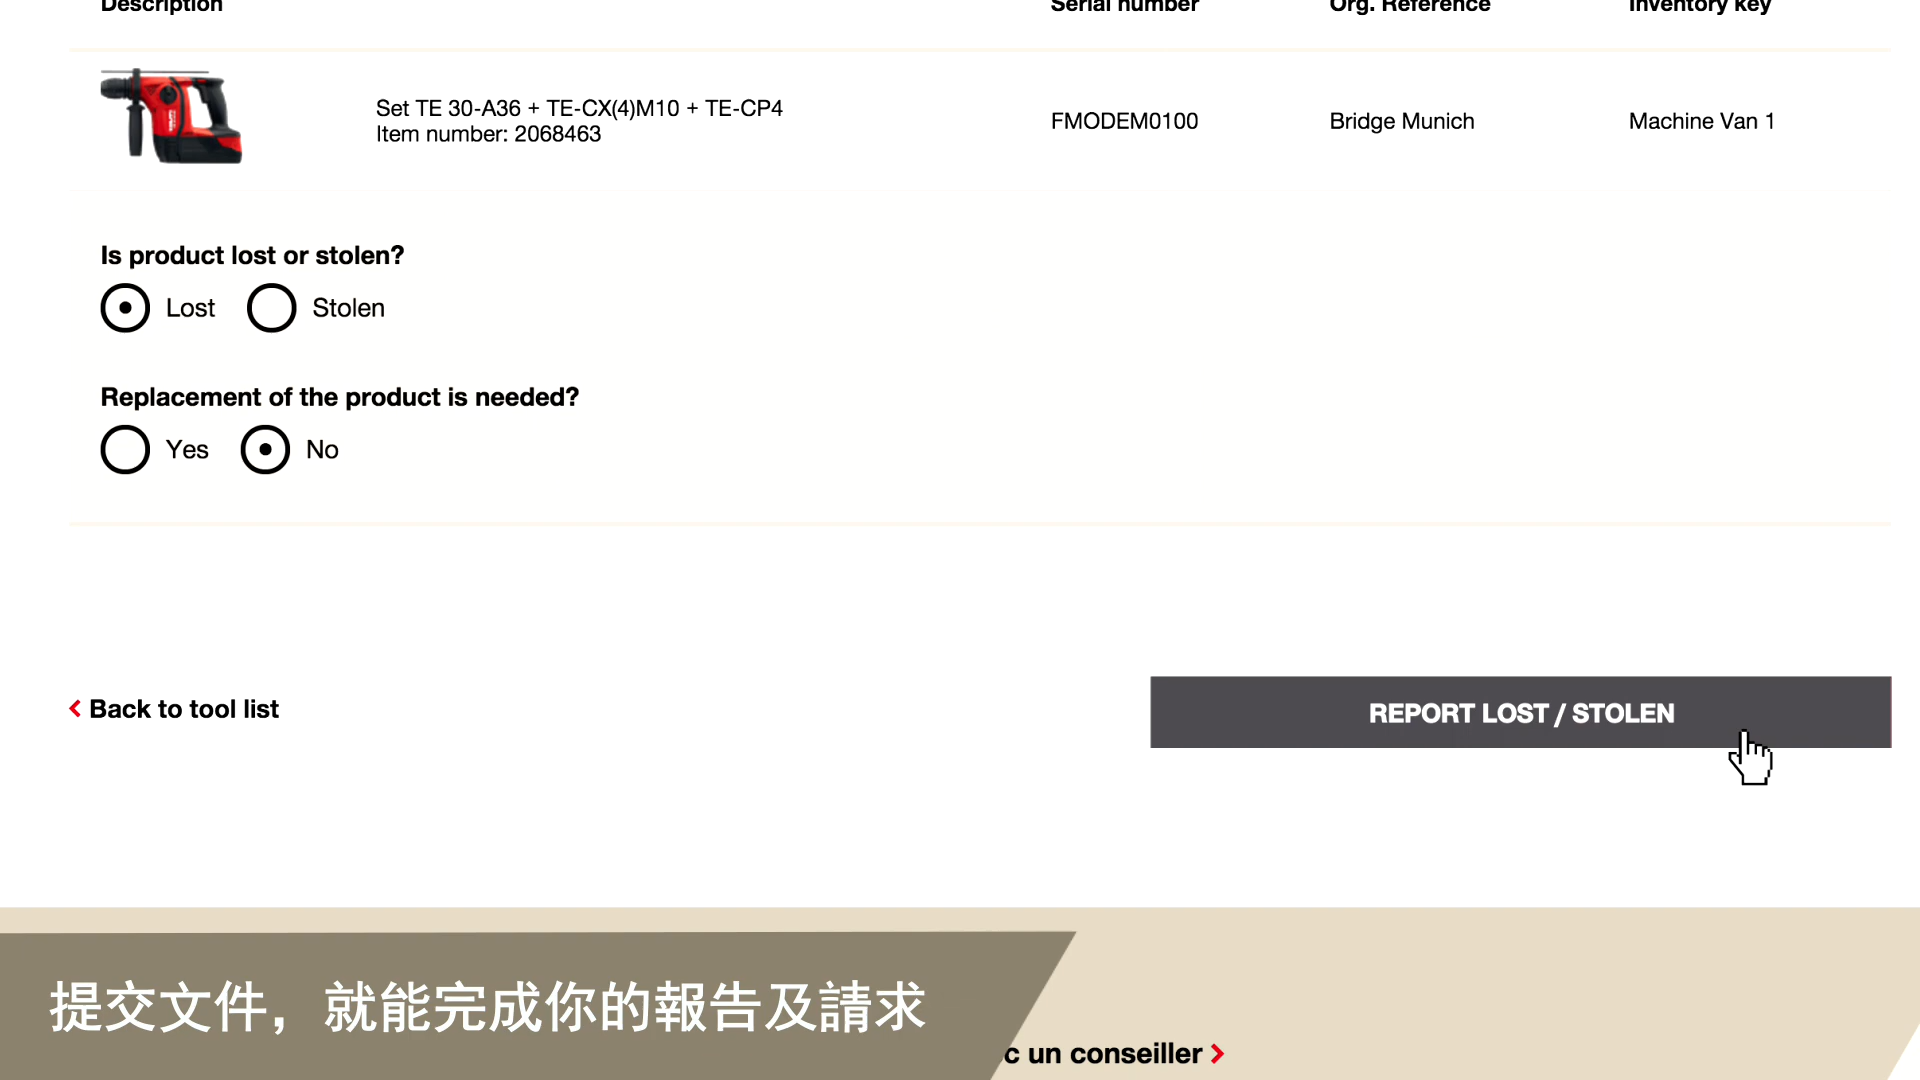 Description Serial number Org. Reference Inventory key
Set TE 30-A36 + TE-CX(4)M10 + TE-CP4
Item number: 2068463
FMODEM0100
Bridge Munich
Machine Van 1
Is product lost or stolen?
Lost Stolen
Replacement of the product is needed?
Yes No
Back to tool list
REPORT LOST / STOLEN
提交文件，就能完成你的報告及請求
c un conseiller